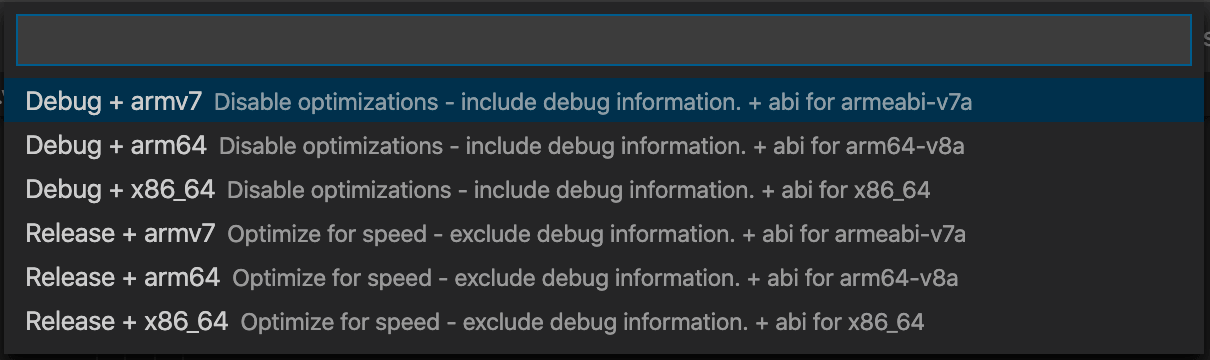 Debug + armv7 Disable optimizations - include debug information. + abi for armeabi-v7a
Debug + arm64 Disable optimizations - include debug information. + abi for arm64-v8a
Debug + x86_64 Disable optimizations - include debug information. + abi for x86_64
Release + armv7 Optimize for speed - exclude debug information. + abi for armeabi-v7a
Release + arm64 Optimize for speed - exclude debug information. + abi for arm64-v8a
Release + x86_64 Optimize for speed - exclude debug information. + abi for x86_64